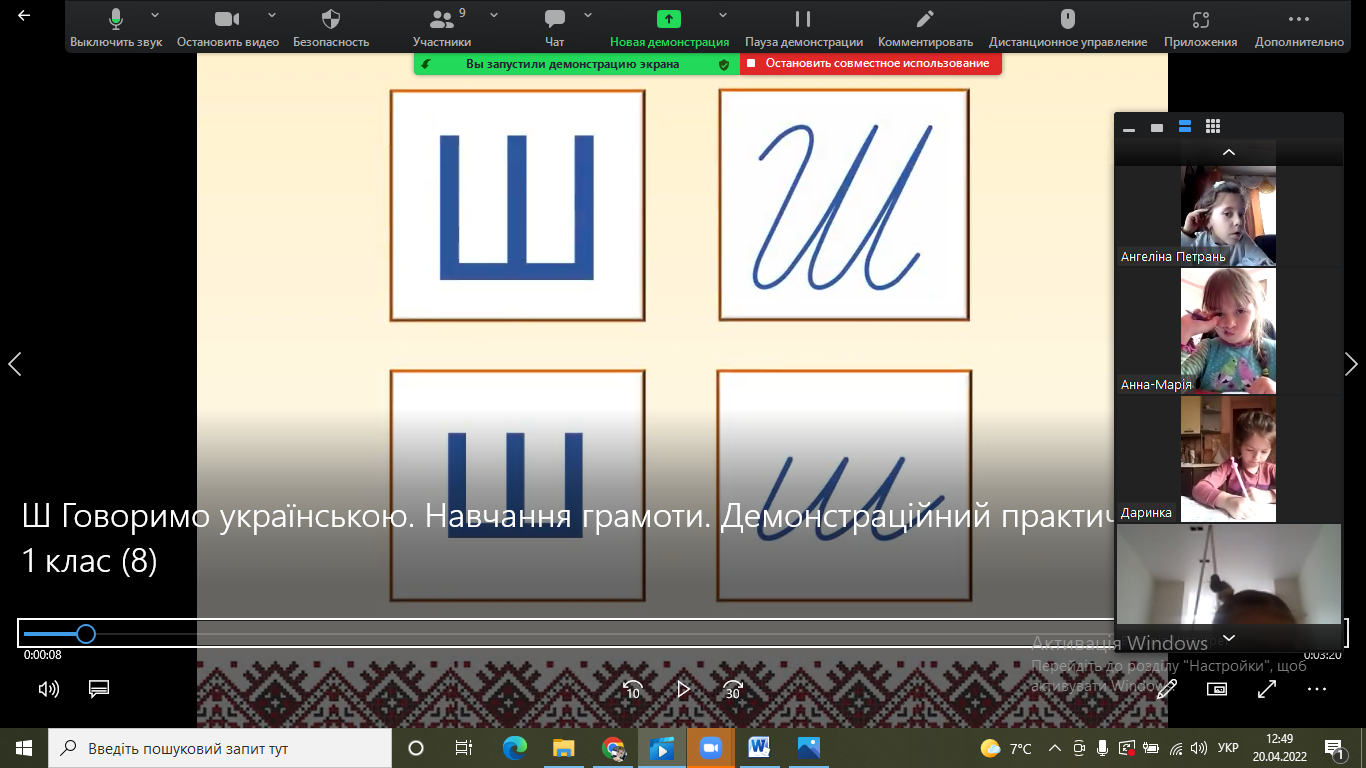 9
Выключить звук
Остановить видео
Безопасность
Участники
Чат
Новая демонстрация
Пауза демонстрации
Комментировать
Дистанционное управление
Приложения
Дополнительно
Вы запустили демонстрацию экрана
Остановить совместное использование
Ш
Ш
Ангеліна Петрань
Анна-Марія
ш
ш
Даринка
Ш Говоримо українською. Навчання грамоти. Демонстраційний практич
1 клас (8)
Активація Windows
0:00:08
0:03:20
Перейдіть до розділу "Настройки", щоб
активувати Window
10
30
Введіть пошуковий запит тут
7°C
УКР
12:49
20.04.2022
1